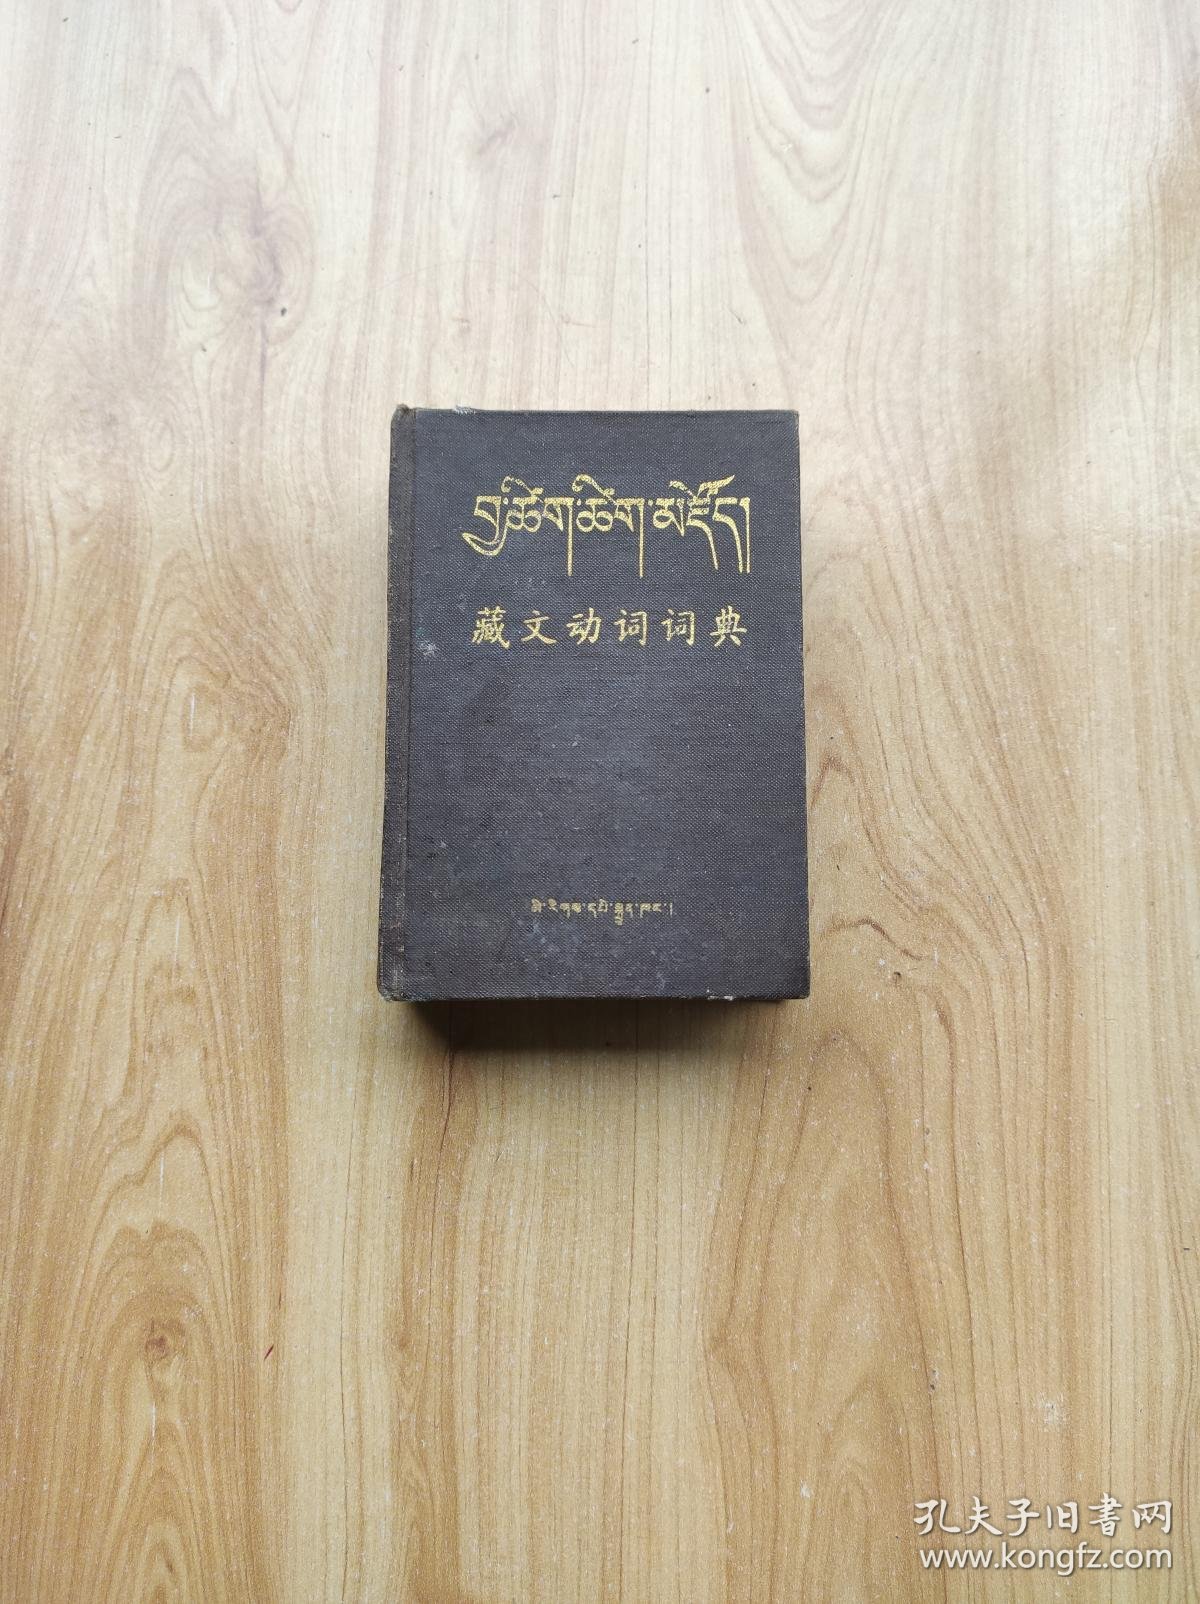 བྱ་ཚིག་ཚིག་མཛོད།
藏文动词词典
མི་རིགས་དཔེ་སྐྲུན་ཁང་།
孔夫子旧书网
www.kongfz.com